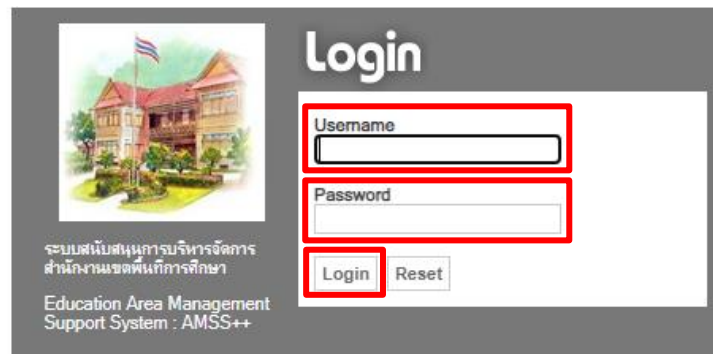 Login
Username
Password
Login Reset
ระบบสนับสนุนการบริหารจัดการ
สำนักงานเขตพื้นที่การศึกษา
Education Area Management
Support System : AMSS++